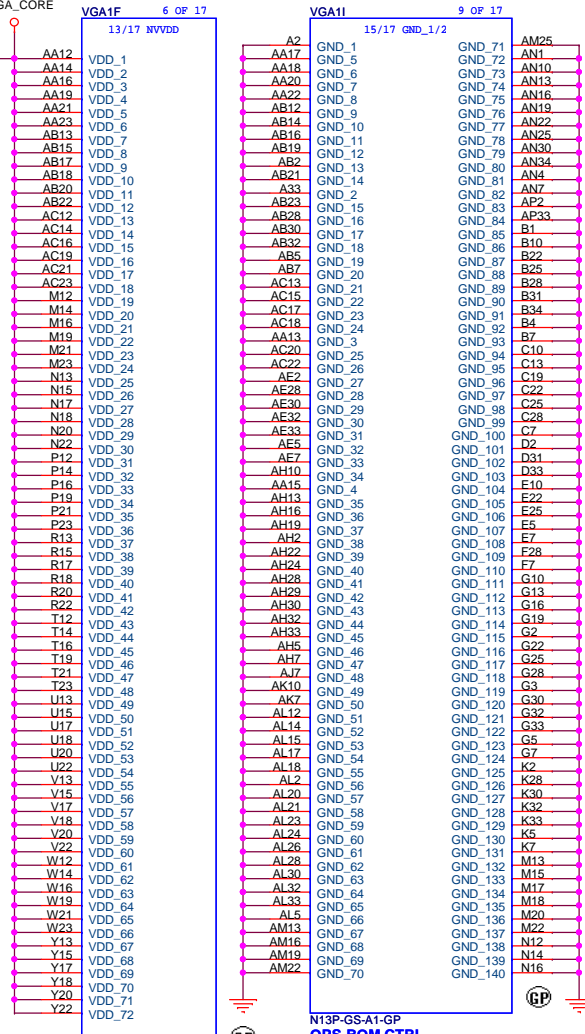 GA_CORE
VGA1F 6 OF 17
13/17 NVVDD
AA12 VDD_1
AA14 VDD_2
AA16 VDD_3
AA19 VDD_4
AA21 VDD_5
AA23 VDD_6
AB13 VDD_7
AB15 VDD_8
AB17 VDD_9
AB18 VDD_10
AB20 VDD_11
AB22 VDD_12
AC12 VDD_13
AC14 VDD_14
AC16 VDD_15
AC19 VDD_16
AC21 VDD_17
AC23 VDD_18
M12 VDD_19
M14 VDD_20
M16 VDD_21
M19 VDD_22
M21 VDD_23
M23 VDD_24
N13 VDD_25
N15 VDD_26
N17 VDD_27
N18 VDD_28
N20 VDD_29
N22 VDD_30
P12 VDD_31
P14 VDD_32
P16 VDD_33
P19 VDD_34
P21 VDD_35
P23 VDD_36
R13 VDD_37
R15 VDD_38
R17 VDD_39
R18 VDD_40
R20 VDD_41
R22 VDD_42
T12 VDD_43
T14 VDD_44
T16 VDD_45
T19 VDD_46
T21 VDD_47
T23 VDD_48
U13 VDD_49
U15 VDD_50
U17 VDD_51
U18 VDD_52
U20 VDD_53
U22 VDD_54
V13 VDD_55
V15 VDD_56
V17 VDD_57
V18 VDD_58
V20 VDD_59
V22 VDD_60
W12 VDD_61
W14 VDD_62
W16 VDD_63
W19 VDD_64
W21 VDD_65
W23 VDD_66
Y13 VDD_67
Y15 VDD_68
Y17 VDD_69
Y18 VDD_70
Y20 VDD_71
Y22 VDD_72
VGA1I 9 OF 17
15/17 GND_1/2
A2 GND_1 GND_71 AM25
AA17 GND_5 GND_72 AN1
AA18 GND_6 GND_73 AN10
AA20 GND_7 GND_74 AN13
AA22 GND_8 GND_75 AN16
AB12 GND_9 GND_76 AN19
AB14 GND_10 GND_77 AN22
AB16 GND_11 GND_78 AN25
AB19 GND_12 GND_79 AN30
AB2 GND_13 GND_80 AN34
AB21 GND_14 GND_81 AN4
A33 GND_2 GND_82 AN7
AB23 GND_15 GND_83 AP2
AB28 GND_16 GND_84 AP33
AB30 GND_17 GND_85 B1
AB32 GND_18 GND_86 B10
AB5 GND_19 GND_87 B22
AB7 GND_20 GND_88 B25
AC13 GND_21 GND_89 B28
AC15 GND_22 GND_90 B31
AC17 GND_23 GND_91 B34
AC18 GND_24 GND_92 B4
AA13 GND_3 GND_93 B7
AC20 GND_25 GND_94 C10
AC22 GND_26 GND_95 C13
AE2 GND_27 GND_96 C19
AE28 GND_28 GND_97 C22
AE30 GND_29 GND_98 C25
AE32 GND_30 GND_99 C28
AE33 GND_31 GND_100 C7
AE5 GND_32 GND_101 D2
AE7 GND_33 GND_102 D31
AH10 GND_34 GND_103 D33
AA15 GND_4 GND_104 E10
AH13 GND_35 GND_105 E22
AH16 GND_36 GND_106 E25
AH19 GND_37 GND_107 E5
AH2 GND_38 GND_108 E7
AH22 GND_39 GND_109 F28
AH24 GND_40 GND_110 F7
AH28 GND_41 GND_111 G10
AH29 GND_42 GND_112 G13
AH30 GND_43 GND_113 G16
AH32 GND_44 GND_114 G19
AH33 GND_45 GND_115 G2
AH5 GND_46 GND_116 G22
AH7 GND_47 GND_117 G25
AJ7 GND_48 GND_118 G28
AK10 GND_49 GND_119 G3
AK7 GND_50 GND_120 G30
AL12 GND_51 GND_121 G32
AL14 GND_52 GND_122 G33
AL15 GND_53 GND_123 G5
AL17 GND_54 GND_124 G7
AL18 GND_55 GND_125 K2
AL2 GND_56 GND_126 K28
AL20 GND_57 GND_127 K30
AL21 GND_58 GND_128 K32
AL23 GND_59 GND_129 K33
AL24 GND_60 GND_130 K5
AL26 GND_61 GND_131 K7
AL28 GND_62 GND_132 M13
AL30 GND_63 GND_133 M15
AL32 GND_64 GND_134 M17
AL33 GND_65 GND_135 M18
AL5 GND_66 GND_136 M20
AM13 GND_67 GND_137 M22
AM16 GND_68 GND_138 N12
AM19 GND_69 GND_139 N14
AM22 GND_70 GND_140 N16
GP
N13P-GS-A1-GP
OPS-ROM-CTRL